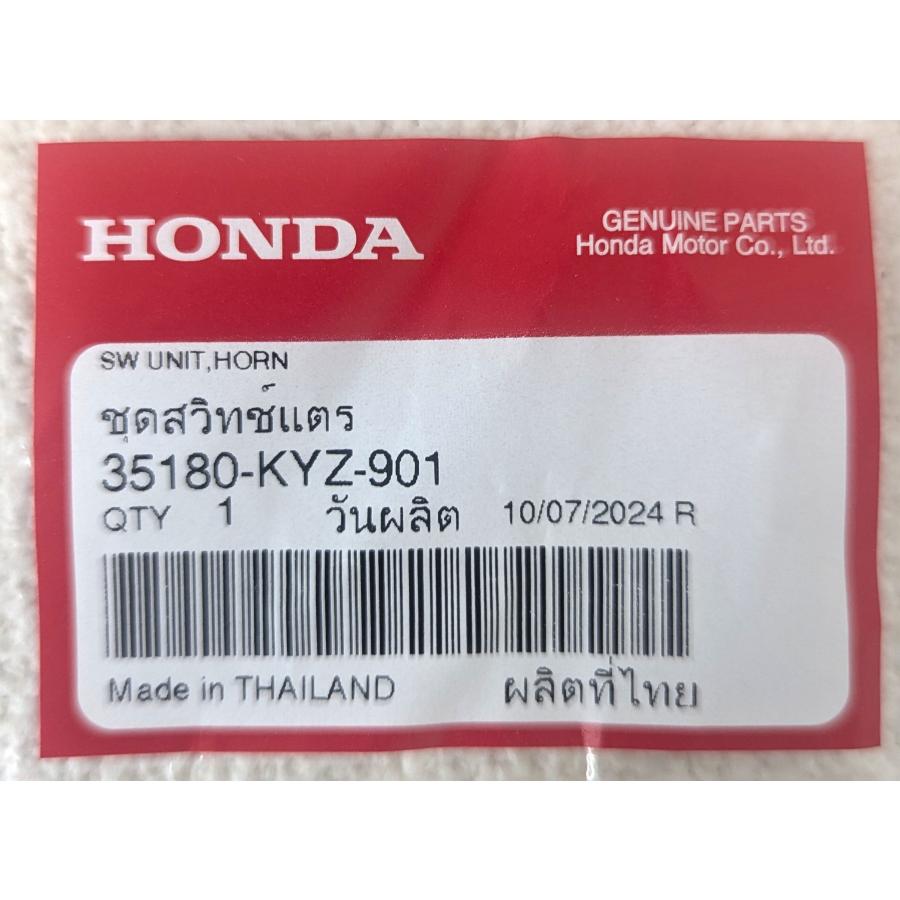 HONDA
GENUINE PARTS
Honda Motor Co., Ltd.
SW UNIT,HORN
ชุดสวิทช์แตร
35180-KYZ-901
QTY 1 วันผลิต 10/07/2024 R
Made in THAILAND ผลิตที่ไทย